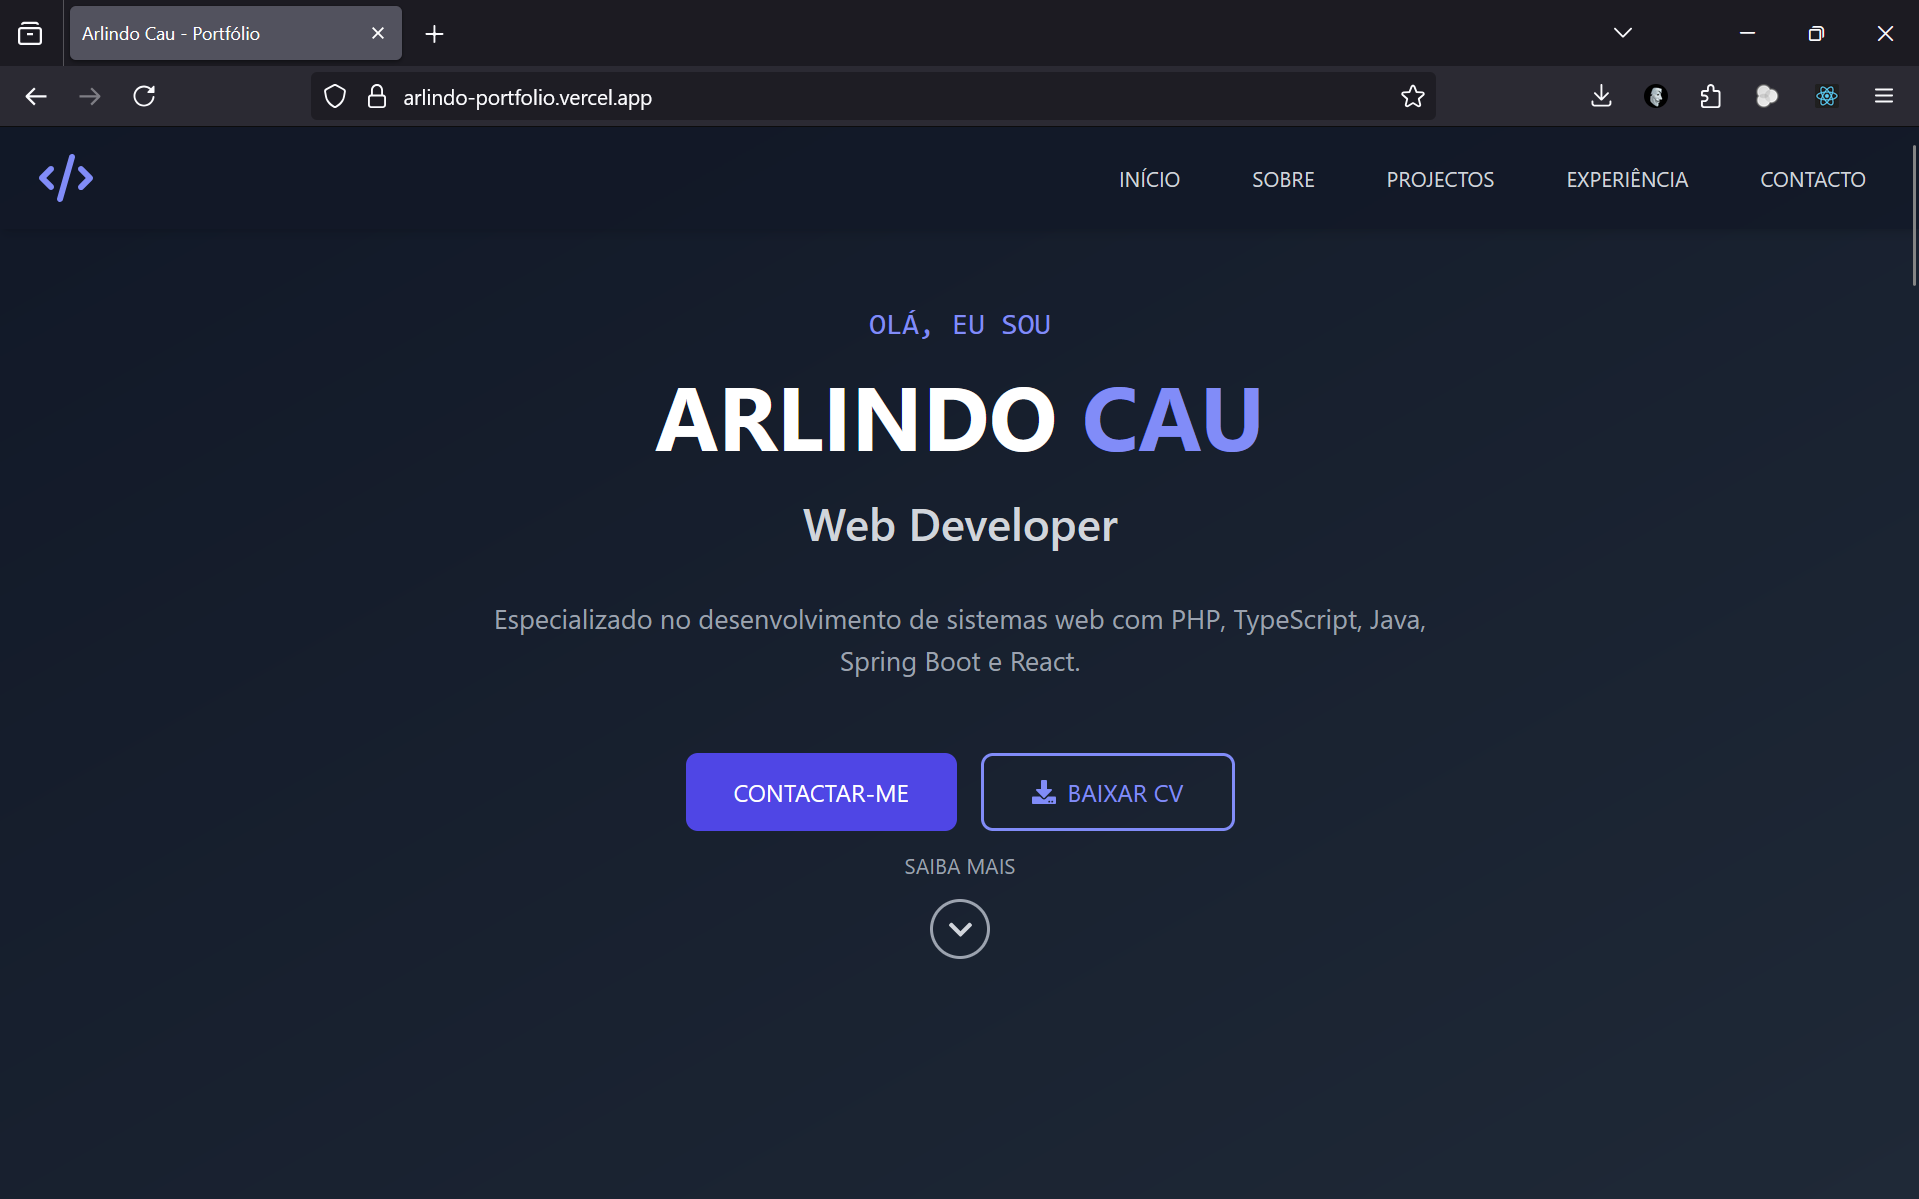 Arlindo Cau - Portfólio
arlindo-portfolio.vercel.app
</>
INÍCIO SOBRE PROJECTOS EXPERIÊNCIA CONTACTO
OLÁ, EU SOU
ARLINDO CAU
Web Developer
Especializado no desenvolvimento de sistemas web com PHP, TypeScript, Java,
Spring Boot e React.
CONTACTAR-ME BAIXAR CV
SAIBA MAIS